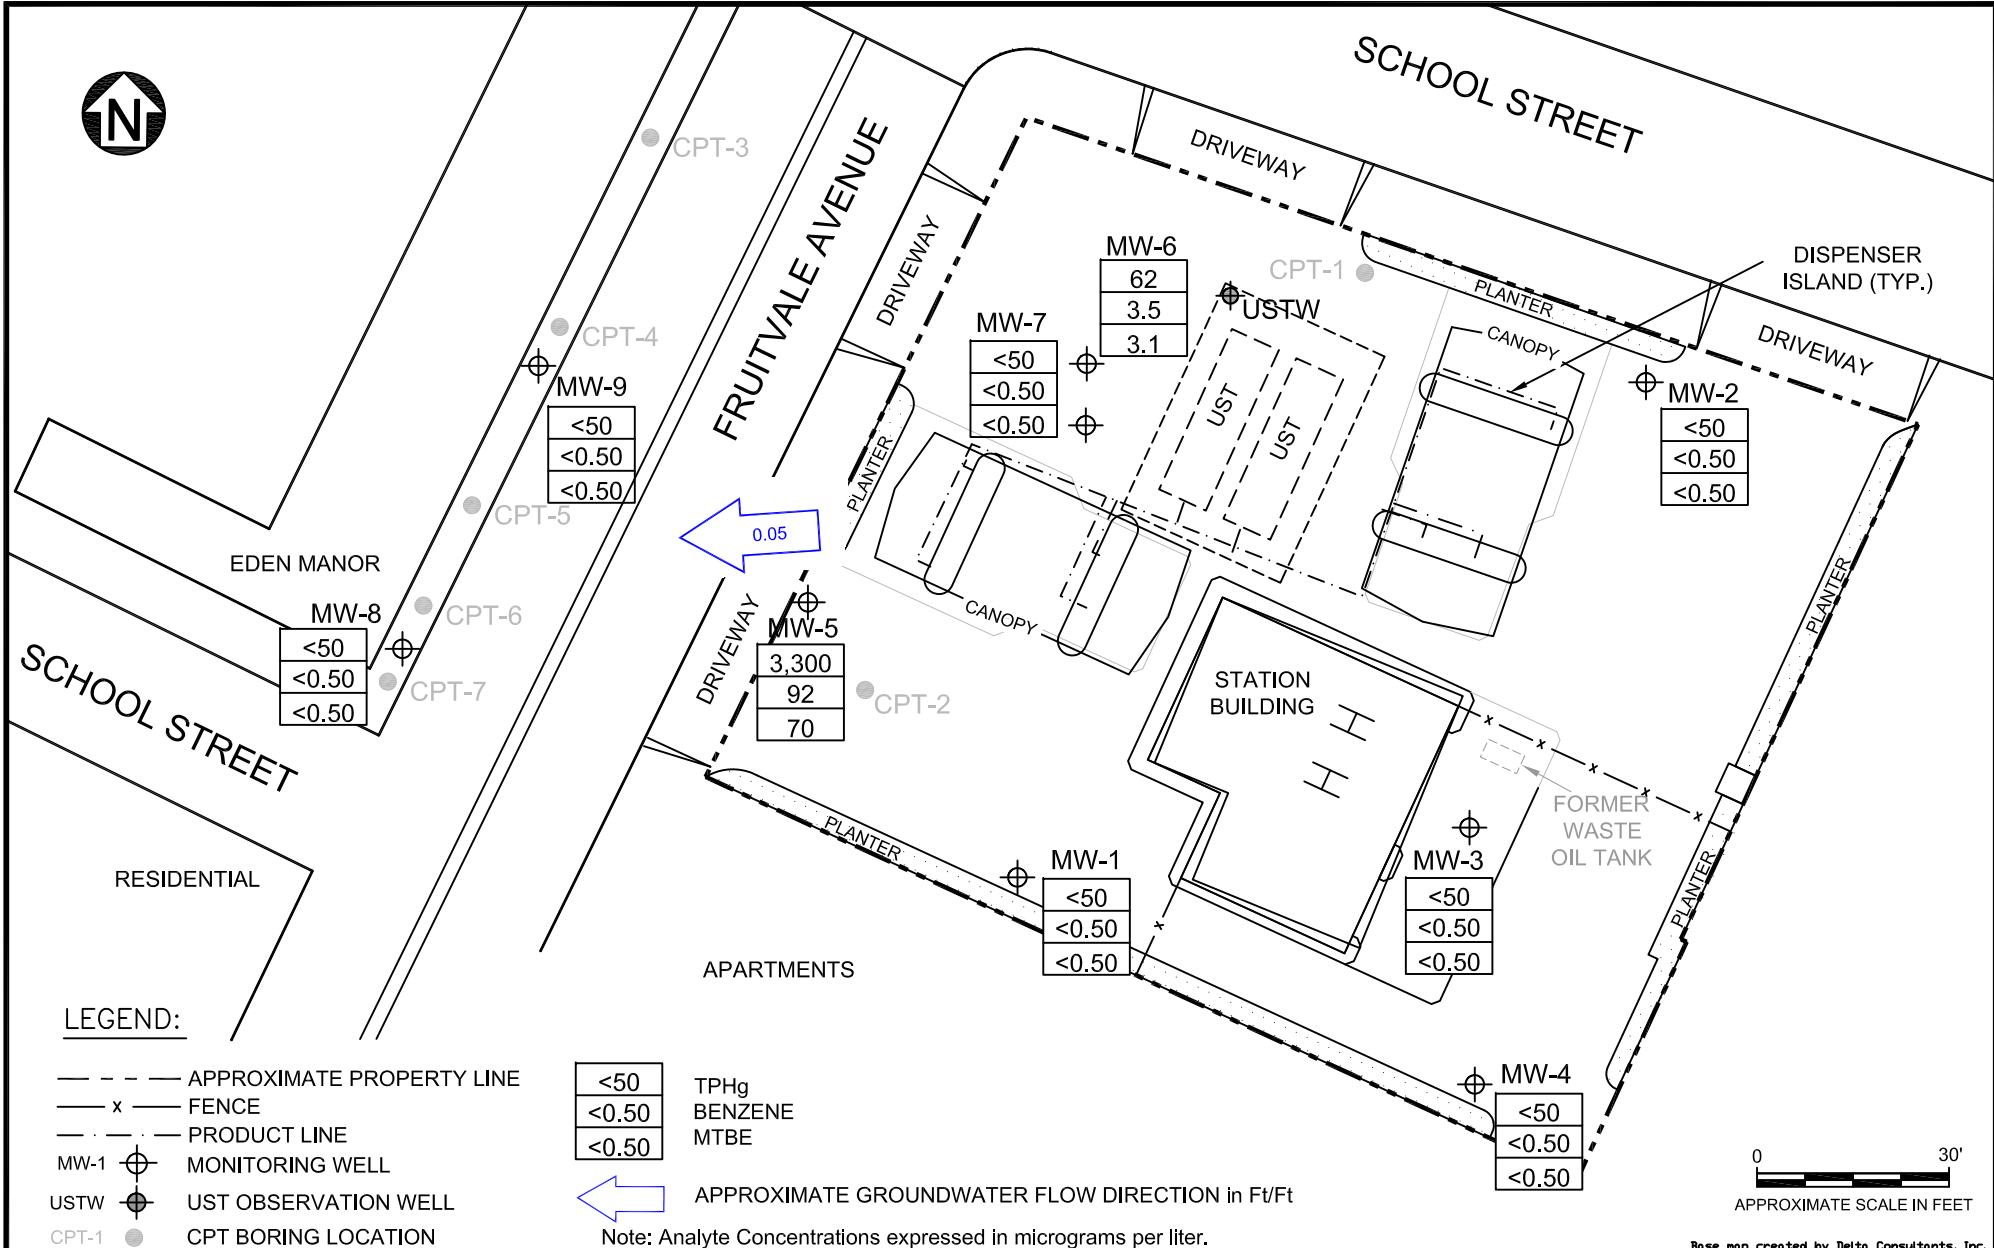 N
SCHOOL STREET
DRIVEWAY
CPT-3
FRUITVALE AVENUE
DRIVEWAY
MW-6
62
3.5
3.1
CPT-1
USTW
PLANTER
DISPENSER
ISLAND (TYP.)
CANOPY
DRIVEWAY
MW-7
<50
<0.50
<0.50
CPT-4
MW-9
<50
<0.50
<0.50
UST
UST
MW-2
<50
<0.50
<0.50
PLANTER
CPT-5
0.05
EDEN MANOR
MW-8
<50
<0.50
<0.50
CPT-6
CPT-7
SCHOOL STREET
DRIVEWAY
MW-5
3,300
92
70
CPT-2
CANOPY
PLANTER
STATION
BUILDING
FORMER
WASTE
OIL TANK
x
x
x
x
PLANTER
PLANTER
MW-1
<50
<0.50
<0.50
x
MW-3
<50
<0.50
<0.50
RESIDENTIAL
APARTMENTS
MW-4
<50
<0.50
<0.50
LEGEND:
APPROXIMATE PROPERTY LINE
x FENCE
PRODUCT LINE
MW-1 MONITORING WELL
USTW UST OBSERVATION WELL
CPT-1 CPT BORING LOCATION
<50 TPHg
<0.50 BENZENE
<0.50 MTBE
APPROXIMATE GROUNDWATER FLOW DIRECTION in Ft/Ft
Note: Analyte Concentrations expressed in micrograms per liter.
0 30'
APPROXIMATE SCALE IN FEET
Base map created by Delta Consultants, Inc.